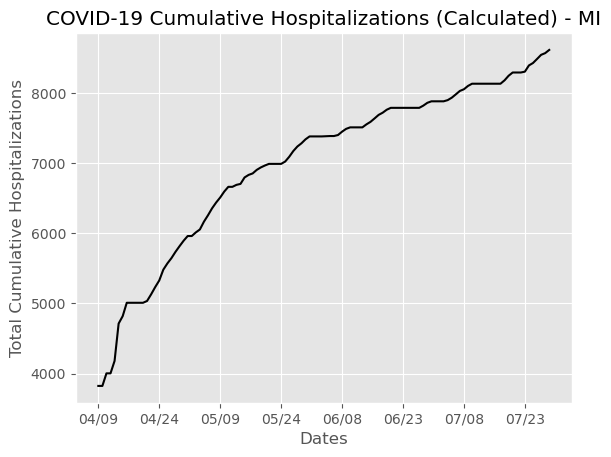 COVID-19 Cumulative Hospitalizations (Calculated) - MI
Total Cumulative Hospitalizations
8000
7000
6000
5000
4000
04/09 04/24 05/09 05/24 06/08 06/23 07/08 07/23
Dates